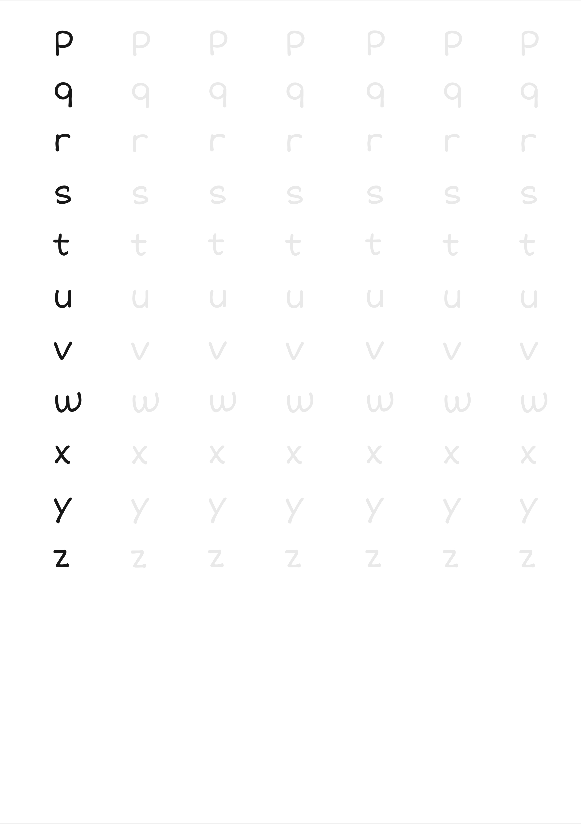 p p p p p p p
q q q q q q q
r r r r r r r
s s s s s s s
t t t t t t t
u u u u u u u
v v v v v v v
w w w w w w w
x x x x x x x
y y y y y y y
z z z z z z z